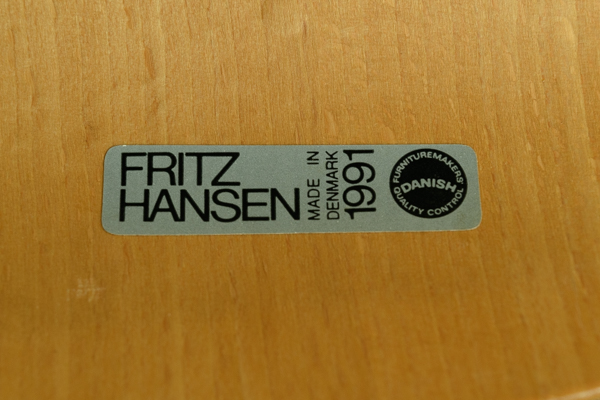 FRITZ
HANSEN
MADE IN
DENMARK
1991
FURNITUREMAKERS
DANISH
QUALITY CONTROL